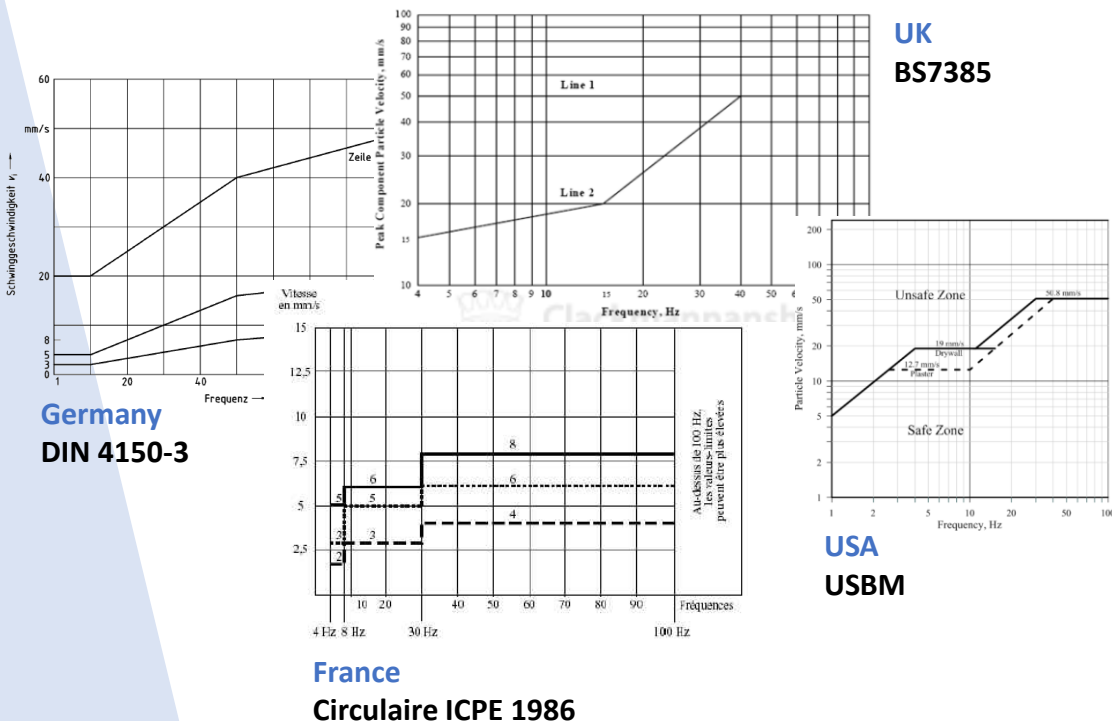 UK
BS7385
Peak Component Particle Velocity, mm/s
100
90
80
70
60
50
40
30
20
15
10
Line 1
Line 2
4
5
6
7
8
9
10
15
20
30
40
50
Frequency, Hz
60
mm/s
40
20
8
5
3
0
Schwinggeschwindigkeit vᵢ →
Zeile
1
20
40
Frequenz →
Germany
DIN 4150-3
Vitesse
en mm/s
15
12,5
10
7,5
5
2,5
8
6
6
5
5
4
3
3
3
2
10
20
40
50
60
70
80
90
Fréquences
4 Hz
8 Hz
30 Hz
100 Hz
Au-dessus de 100 Hz,
les valeurs-limites
peuvent être plus élevées
France
Circulaire ICPE 1986
Particle Velocity, mm/s
200
100
50
20
10
5
2
1
Unsafe Zone
50.8 mm/s
19 mm/s
Drywall
12.7 mm/s
Plaster
Safe Zone
1
2
5
10
20
50
100
Frequency, Hz
USA
USBM